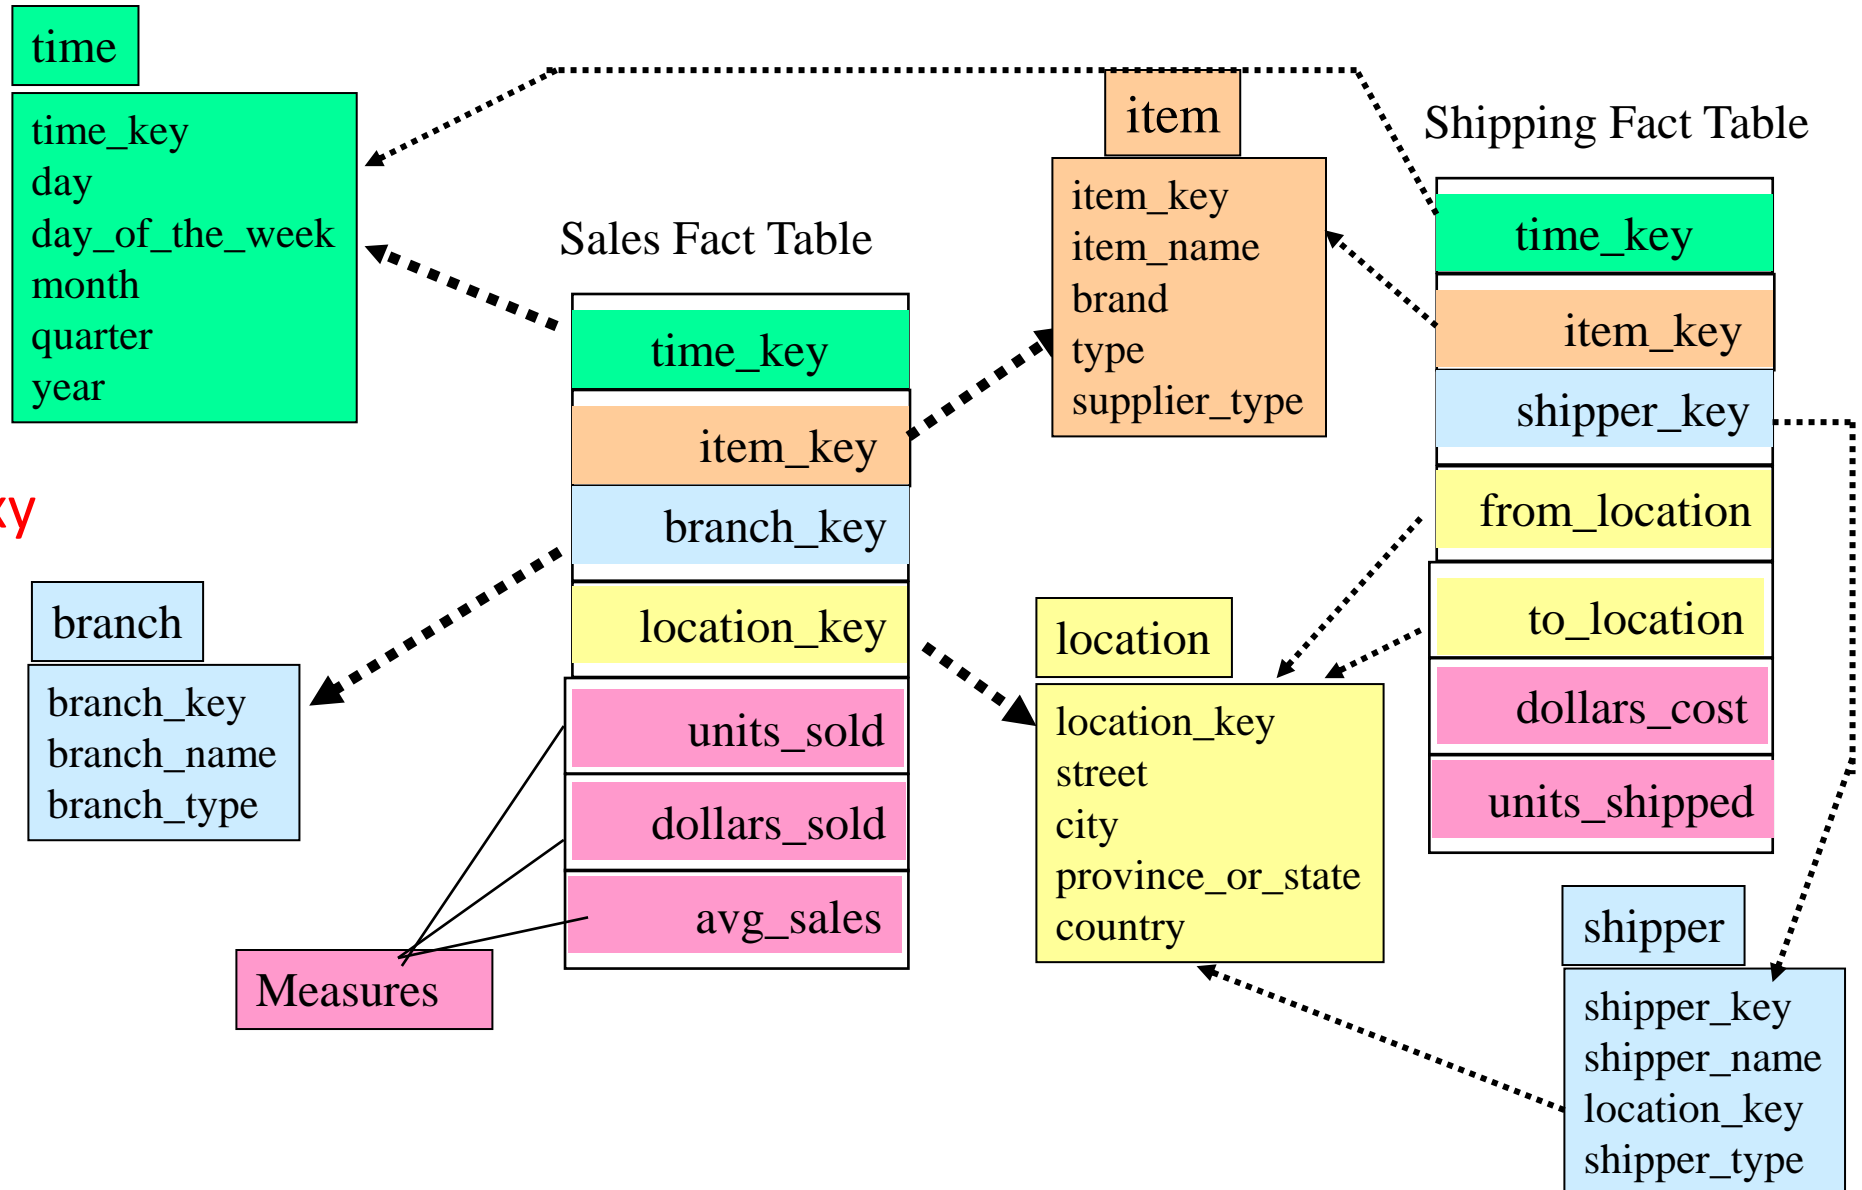 time
time_key
day
day_of_the_week
month
quarter
year
Sales Fact Table
time_key
item_key
branch_key
location_key
units_sold
dollars_sold
avg_sales
Measures
xy
branch
branch_key
branch_name
branch_type
item
item_key
item_name
brand
type
supplier_type
location
location_key
street
city
province_or_state
country
Shipping Fact Table
time_key
item_key
shipper_key
from_location
to_location
dollars_cost
units_shipped
shipper
shipper_key
shipper_name
location_key
shipper_type